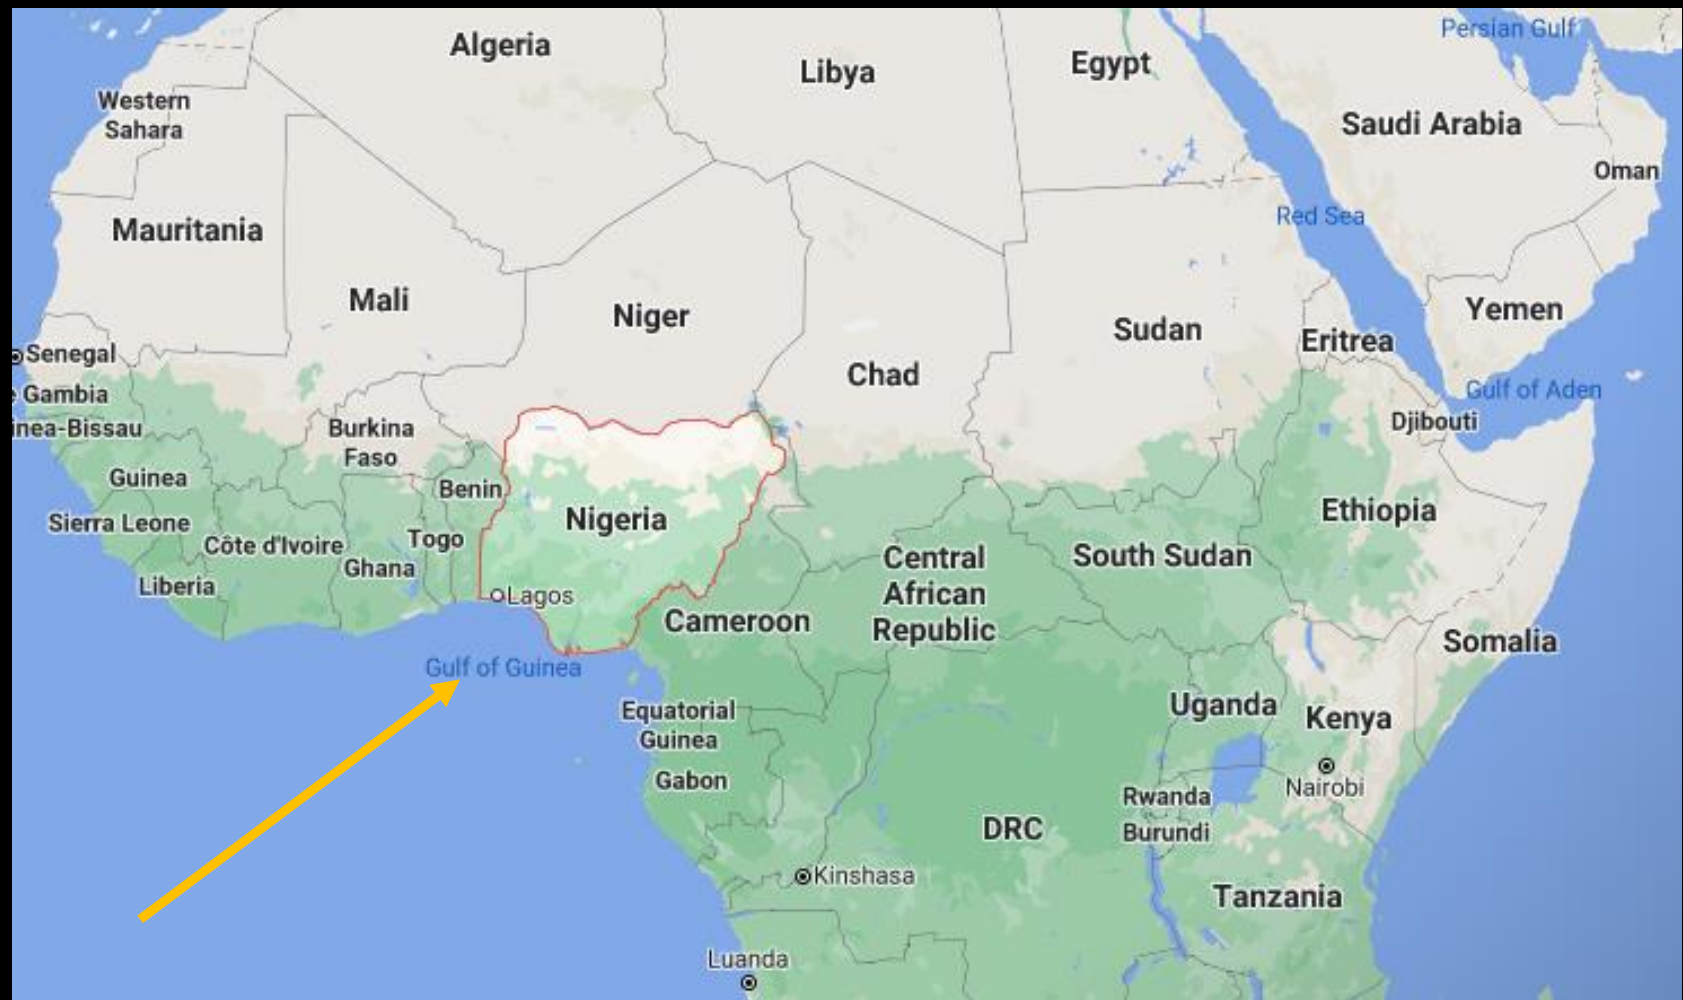 Algeria
Libya
Egypt
Persian Gulf
Western
Sahara
Saudi Arabia
Oman
Mauritania
Red Sea
Mali
Niger
Sudan
Yemen
Eritrea
Senegal
Chad
Gulf of Aden
e Gambia
Djibouti
inea-Bissau
Burkina
Faso
Guinea
Benin
Nigeria
Ethiopia
Sierra Leone
Côte d'Ivoire
Togo
Ghana
Central
African
Republic
South Sudan
Liberia
Lagos
Cameroon
Somalia
Gulf of Guinea
Equatorial
Guinea
Uganda
Kenya
Gabon
Nairobi
Rwanda
Burundi
DRC
Kinshasa
Tanzania
Luanda